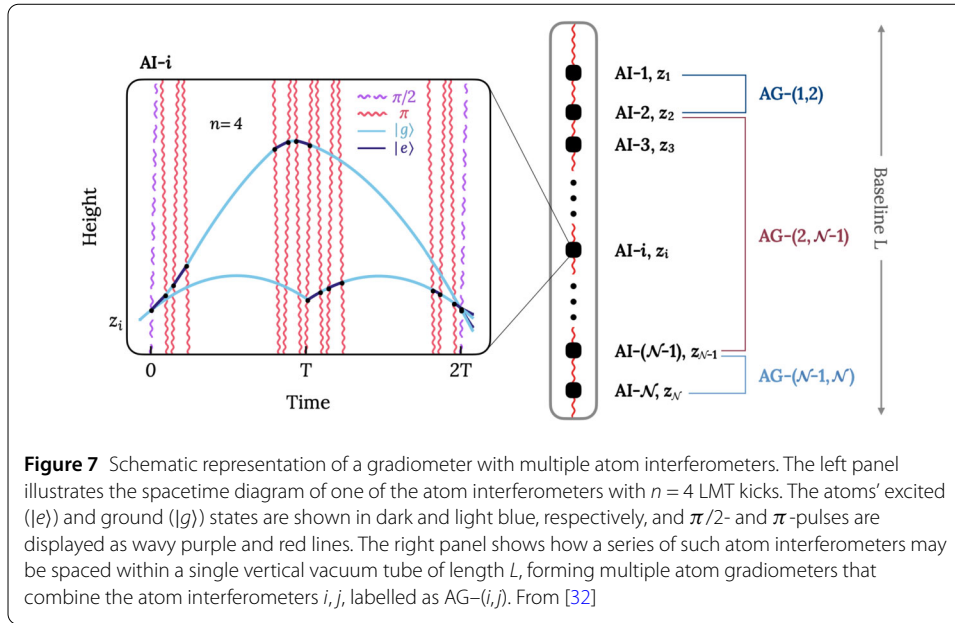 AI-i
n=4
π/2
π
|g⟩
|e⟩
Height
z_i
0
T
2T
Time
AI-1, z_1
AI-2, z_2
AI-3, z_3
AI-i, z_i
AI-(N-1), z_N-1
AI-N, z_N
AG-(1,2)
AG-(2, N-1)
AG-(N-1, N)
Baseline L
Figure 7 Schematic representation of a gradiometer with multiple atom interferometers. The left panel
illustrates the spacetime diagram of one of the atom interferometers with n = 4 LMT kicks. The atoms' excited
(|e⟩) and ground (|g⟩) states are shown in dark and light blue, respectively, and π/2- and π-pulses are
displayed as wavy purple and red lines. The right panel shows how a series of such atom interferometers may
be spaced within a single vertical vacuum tube of length L, forming multiple atom gradiometers that
combine the atom interferometers i, j, labelled as AG–(i, j). From [32]